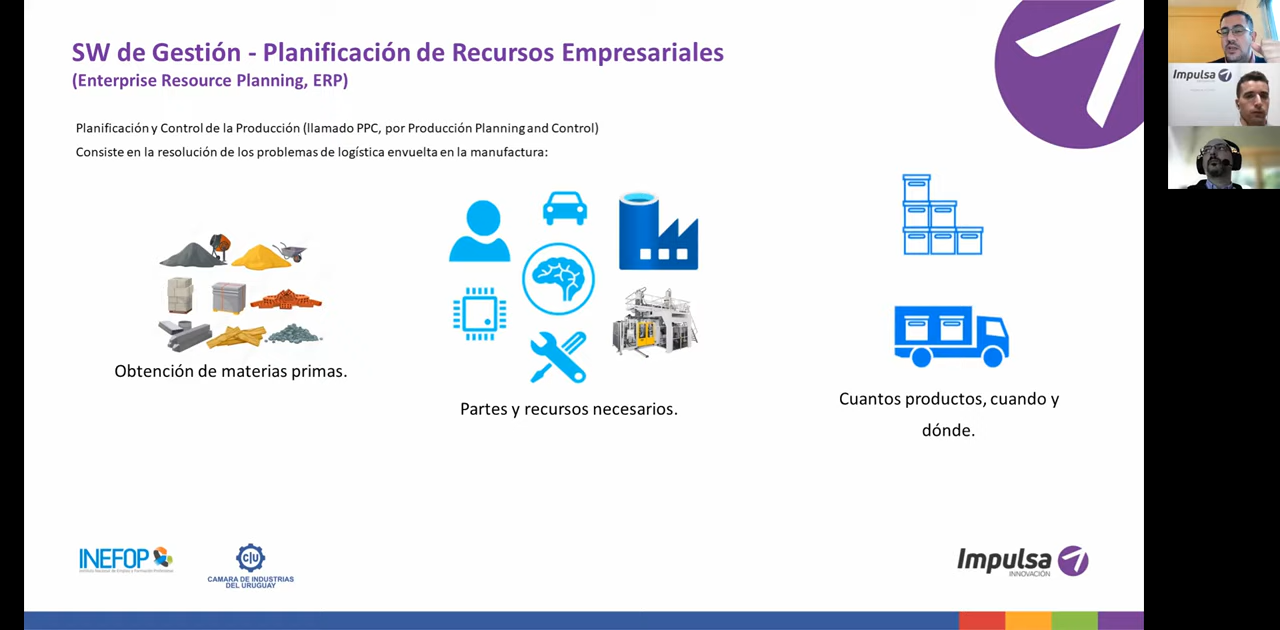 SW de Gestión - Planificación de Recursos Empresariales
(Enterprise Resource Planning, ERP)
Planificación y Control de la Producción (llamado PPC, por Producción Planning and Control)
Consiste en la resolución de los problemas de logística envuelta en la manufactura:
Obtención de materias primas.
Partes y recursos necesarios.
Cuantos productos, cuando y
dónde.
INEFOP
CIU
CAMARA DE INDUSTRIAS
DEL URUGUAY
Impulsa
INNOVACIÓN
Impulsa